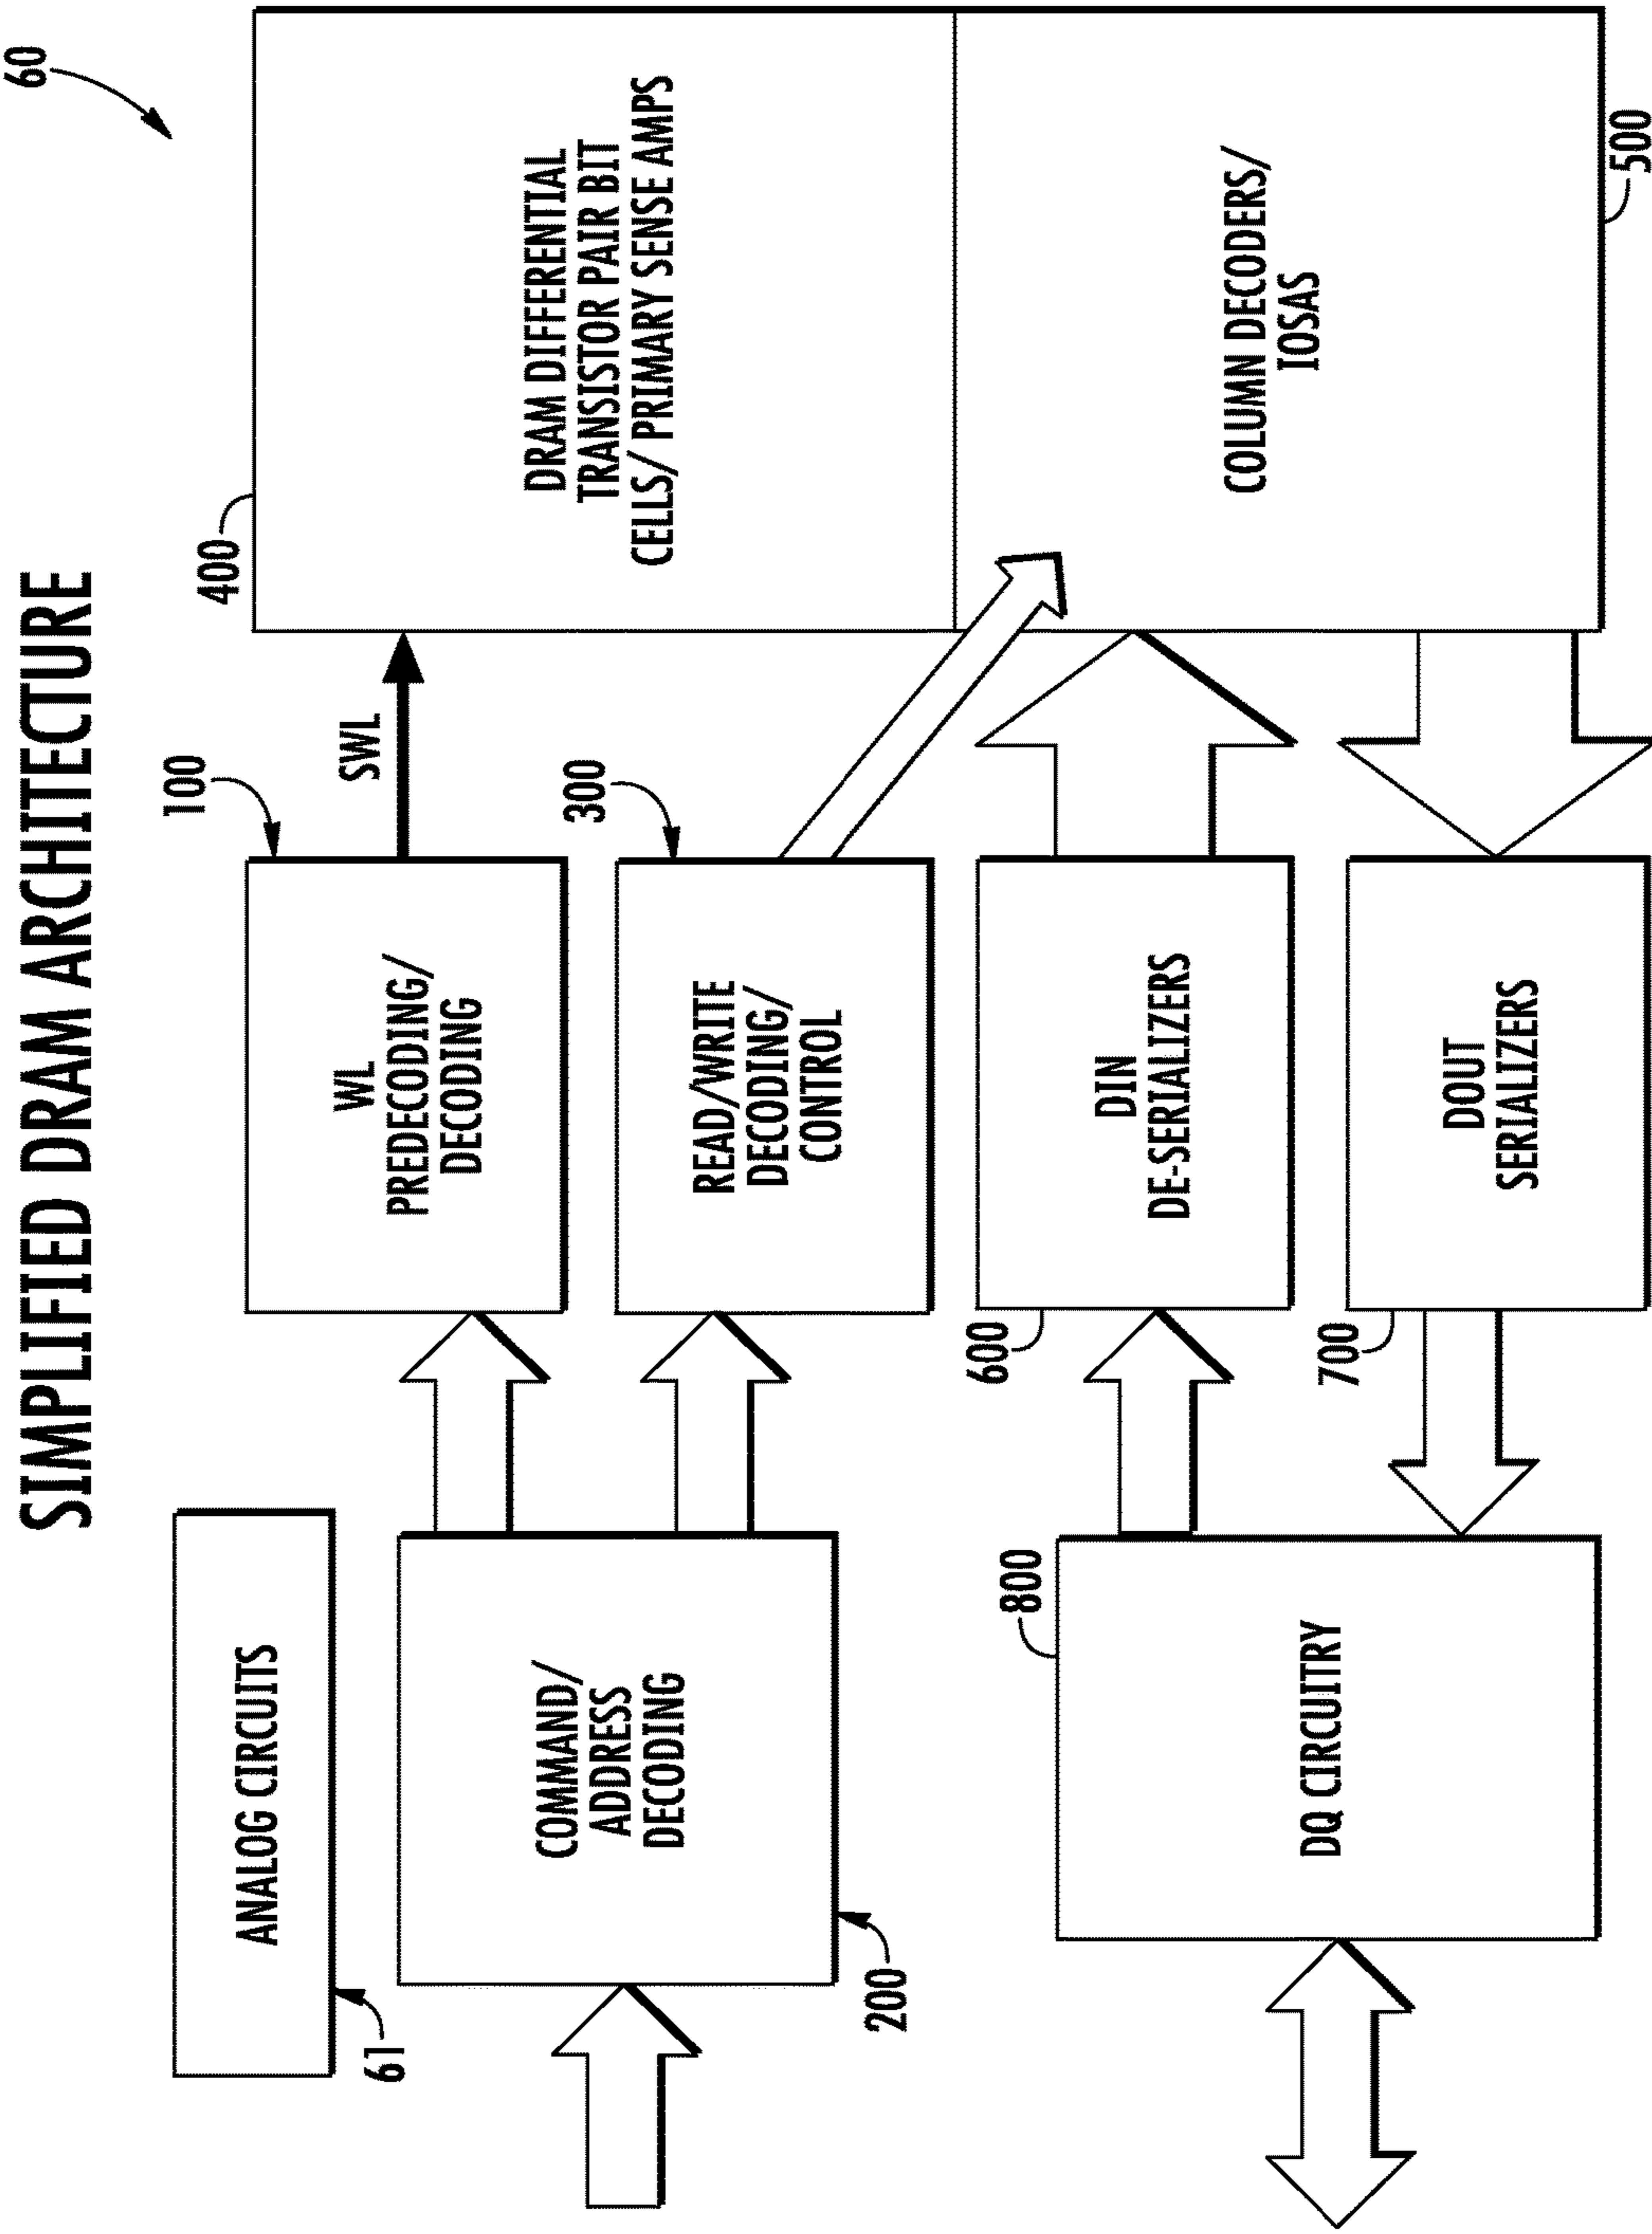 SIMPLIFIED DRAM ARCHITECTURE
60
ANALOG CIRCUITS
61
COMMAND/
ADDRESS
DECODING
200
100
WL
PREDECODING/
DECODING
SWL
300
READ/WRITE
DECODING/
CONTROL
400
DRAM DIFFERENTIAL
TRANSISTOR PAIR BIT
CELLS/ PRIMARY SENSE AMPS
COLUMN DECODERS/
IOSAS
500
600
DIN
DE-SERIALIZERS
700
DOUT
SERIALIZERS
800
DQ CIRCUITRY